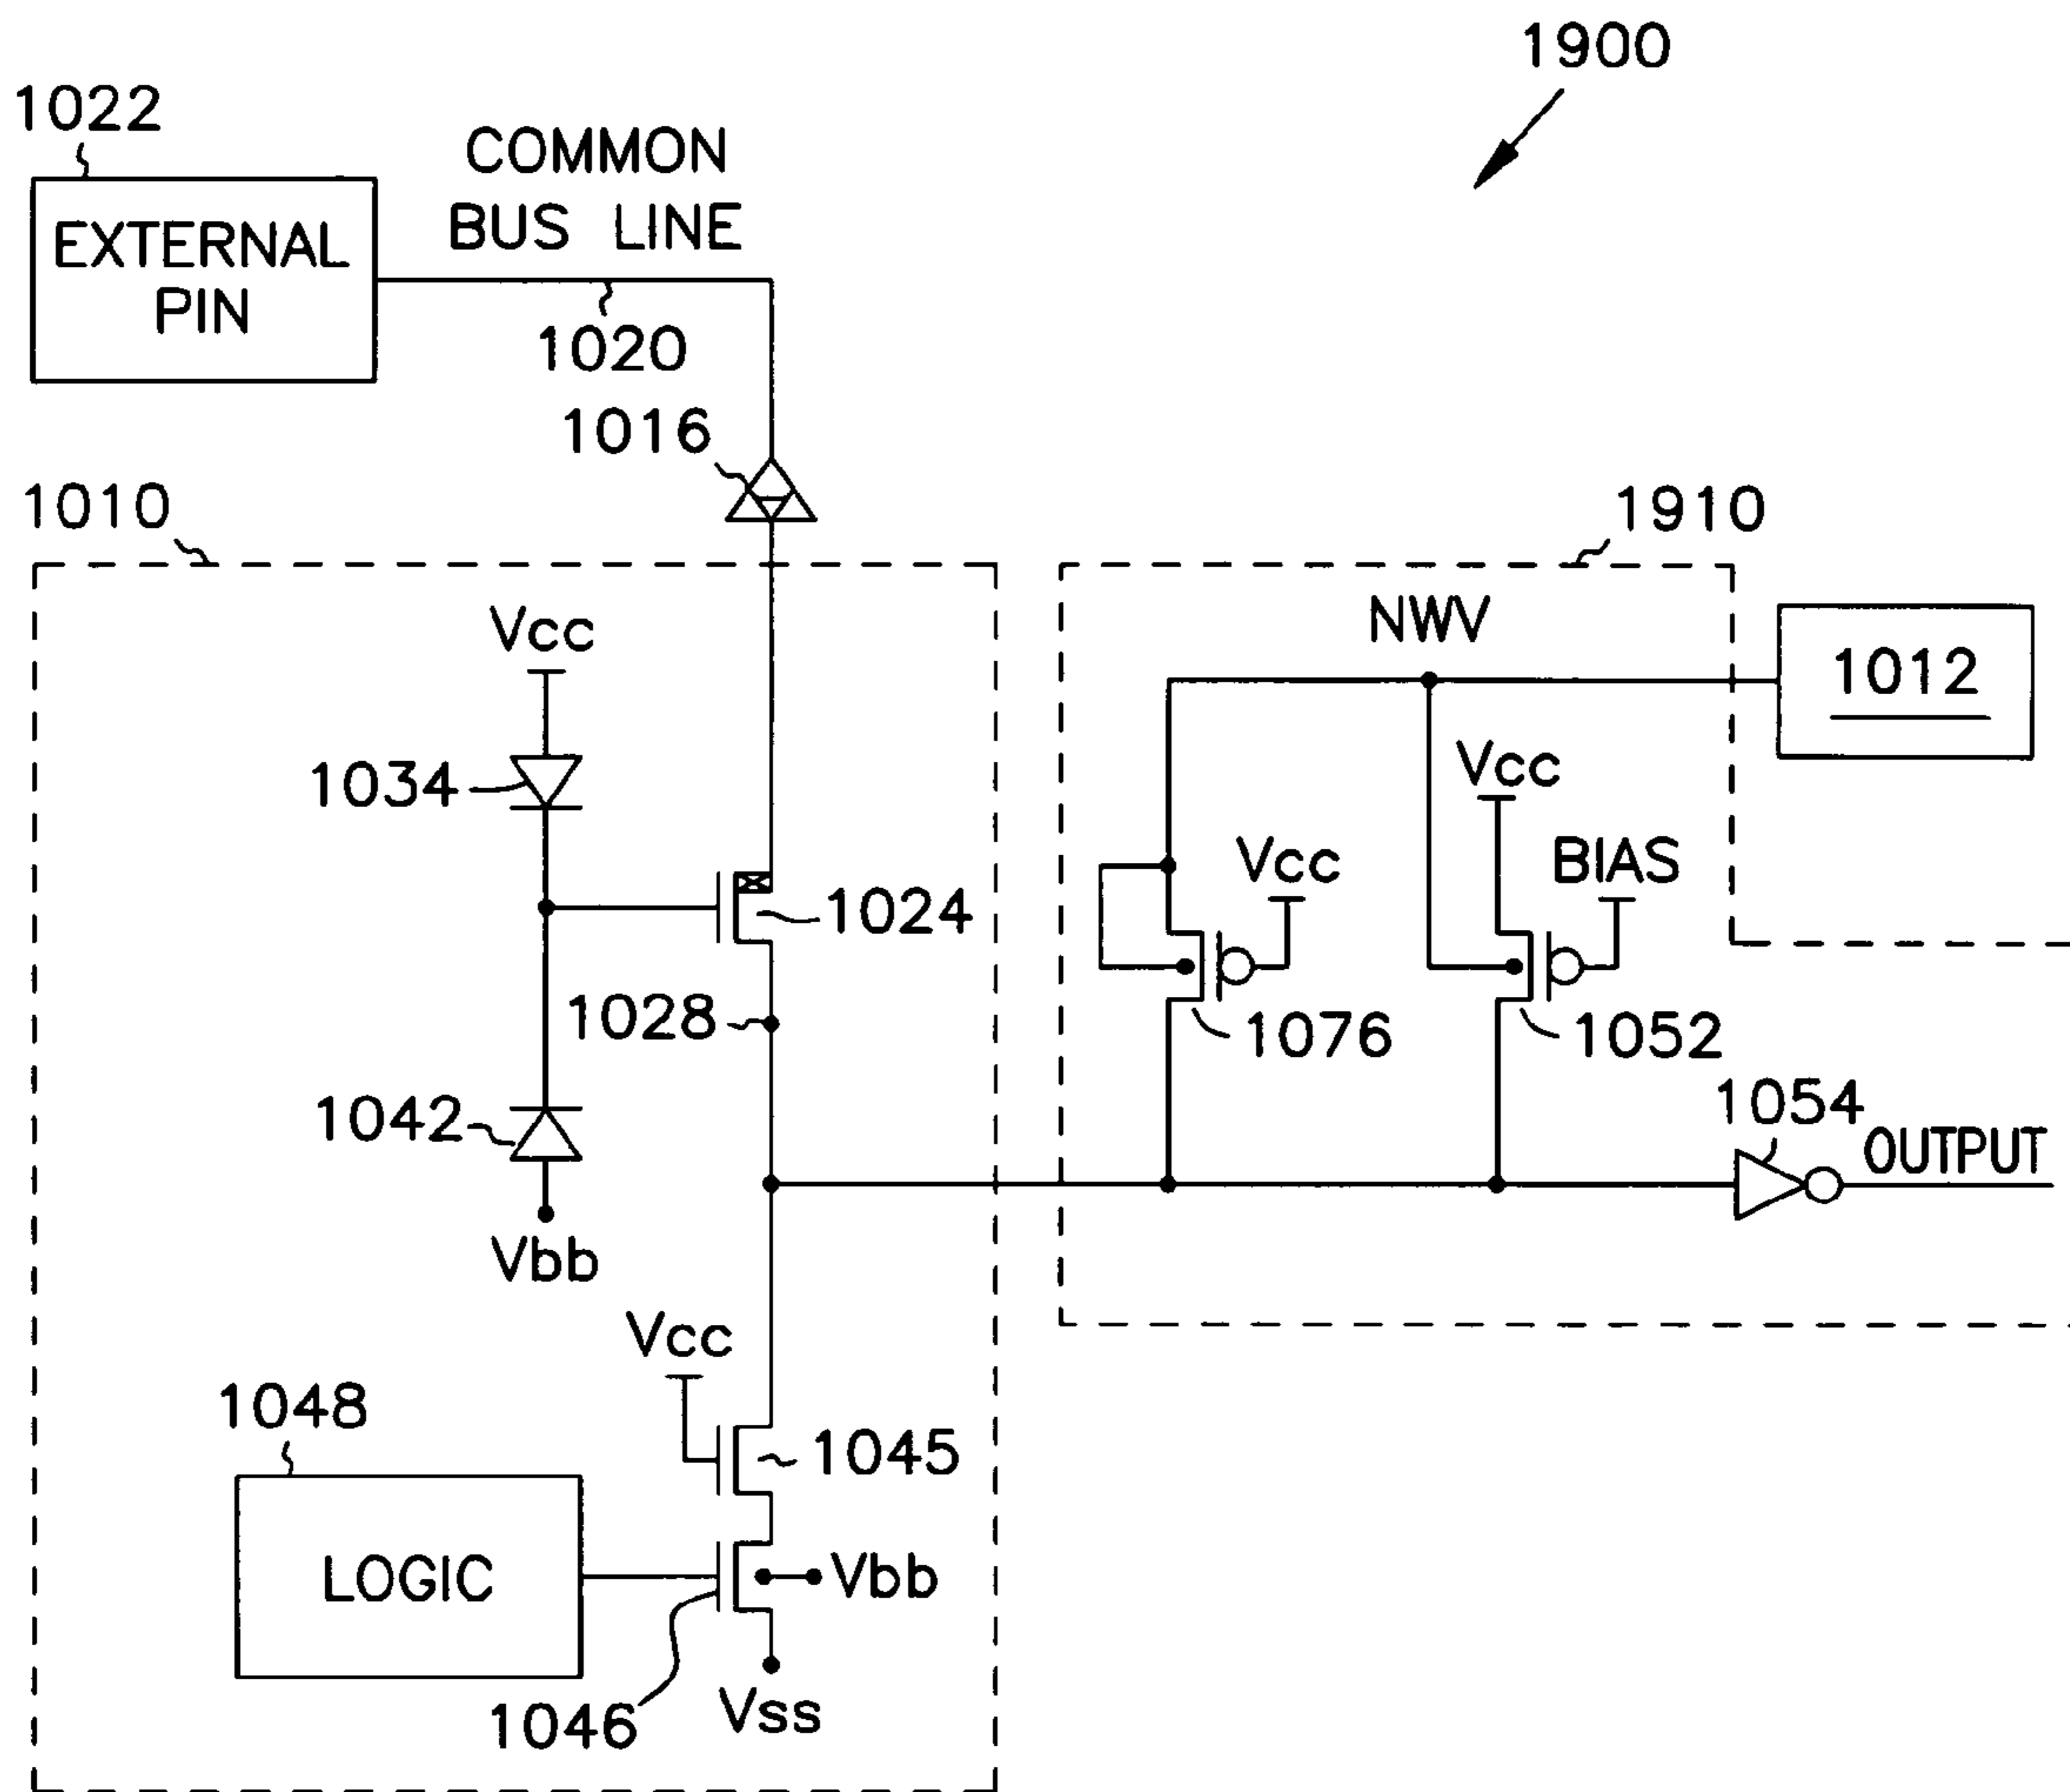 1900
1022
COMMON
BUS LINE
EXTERNAL
PIN
1020
1016
1010
1910
Vcc
NWV
1012
1034
Vcc
Vcc
BIAS
1024
1028
1076
1052
1042
1054
OUTPUT
Vbb
Vcc
1048
1045
LOGIC
Vbb
1046
Vss